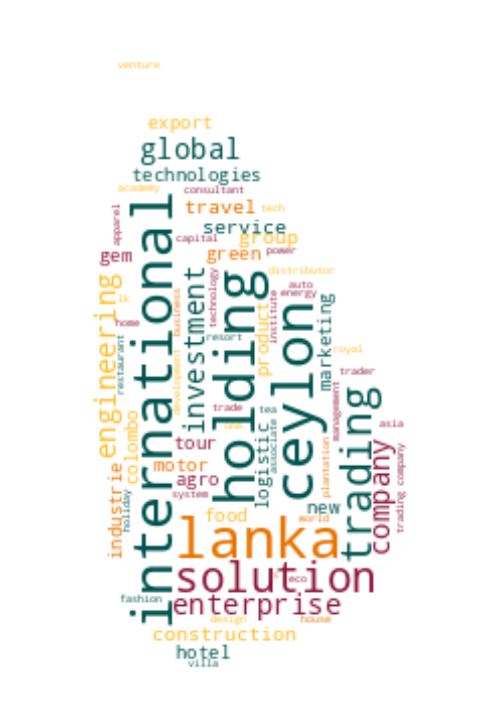 venture
export
global
technologies
academy
consultant
apparel
travel
tech
service
capital
group
gem
green
power
distributor
international
investment
technology
holding
auto
energy
institute
marketing
engineering
lk
business
product
ceylon
home
restaurant
resort
development
royal
trader
management
trading
trade
tea
one
colombo
tour
logistic
associate
asia
company
trading company
motor
agro
plantation
industrie
holiday
system
food
new
world
lanka
solution
eco
fashion
enterprise
design
house
construction
hotel
villa